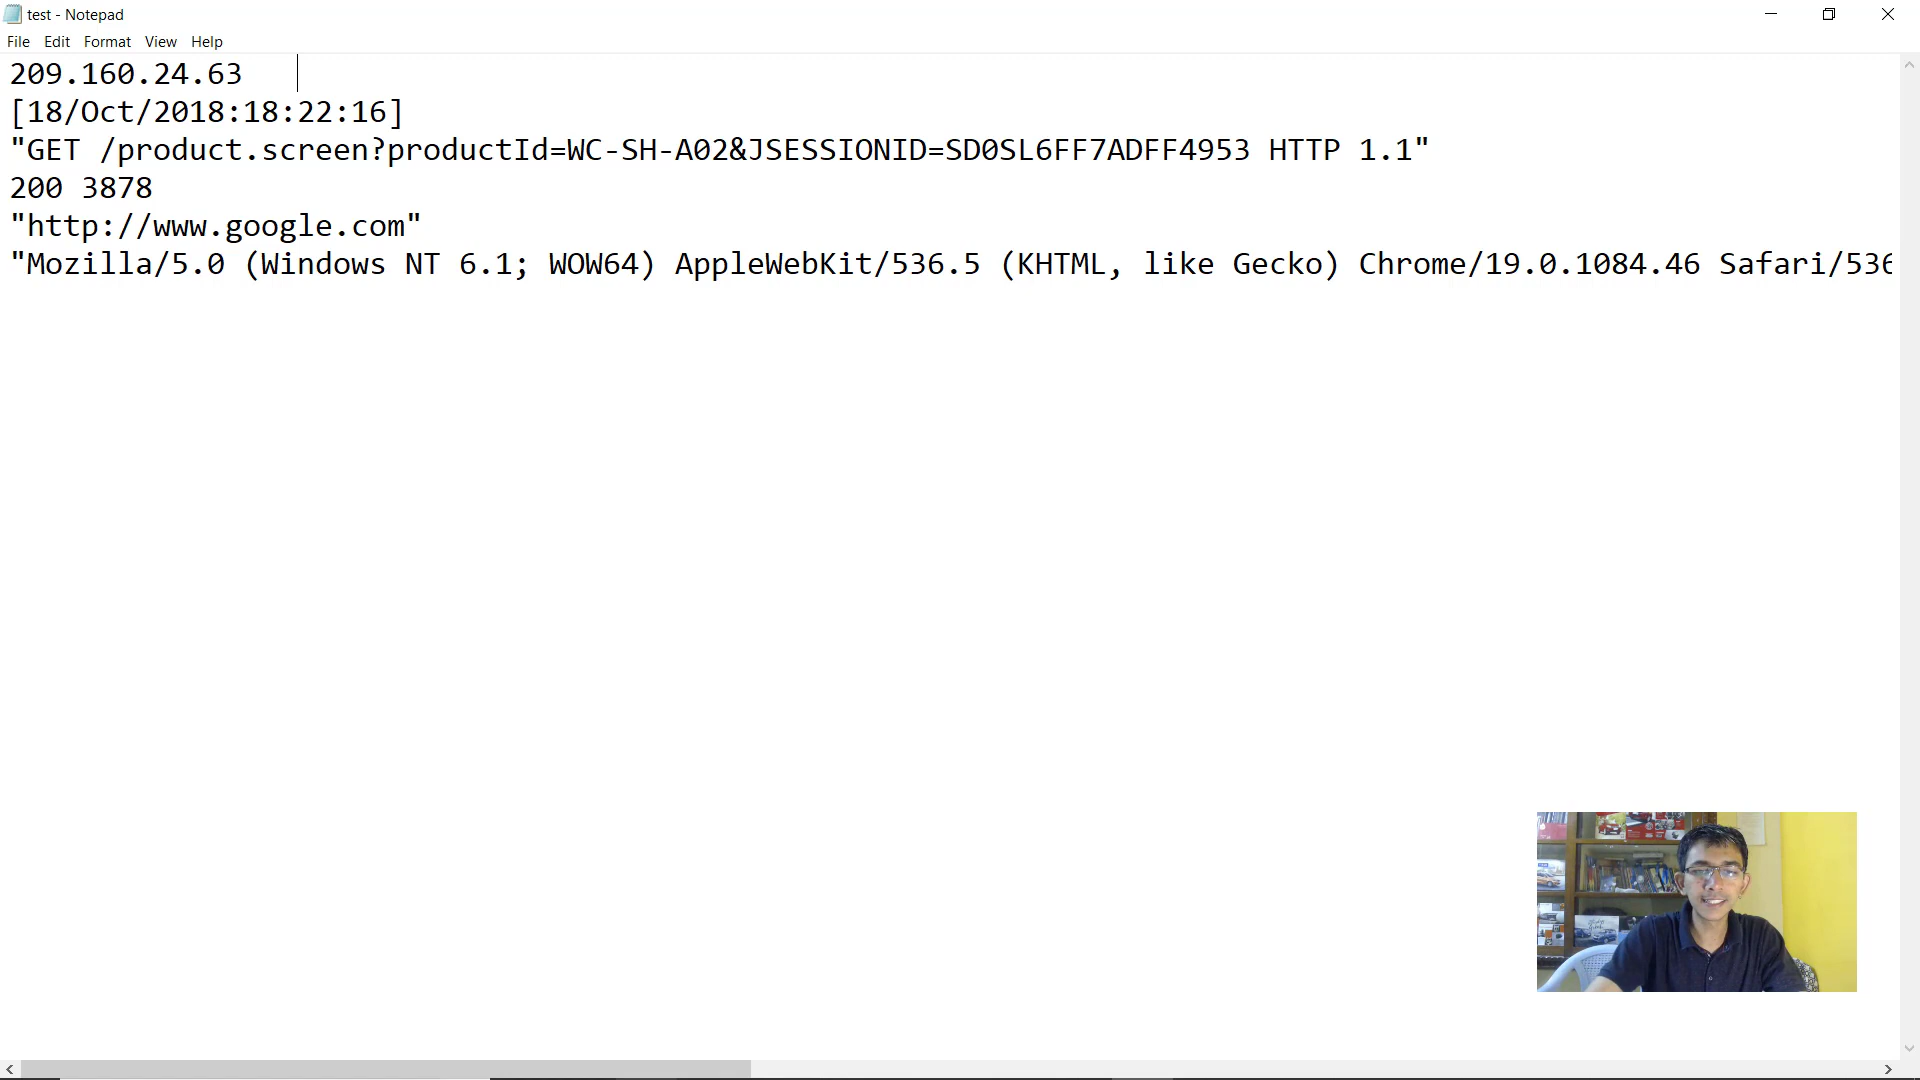 test - Notepad
File Edit Format View Help
209.160.24.63
[18/Oct/2018:18:22:16]
"GET /product.screen?productId=WC-SH-A02&JSESSIONID=SD0SL6FF7ADFF4953 HTTP 1.1"
200 3878
"http://www.google.com"
"Mozilla/5.0 (Windows NT 6.1; WOW64) AppleWebKit/536.5 (KHTML, like Gecko) Chrome/19.0.1084.46 Safari/536